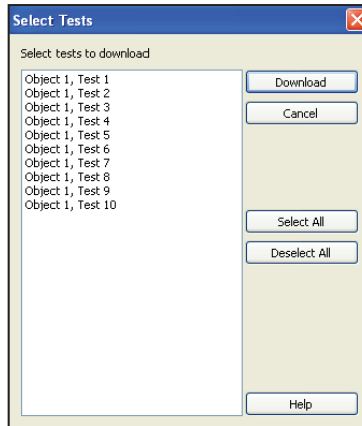 Select Tests
Select tests to download
Object 1, Test 1
Object 1, Test 2
Object 1, Test 3
Object 1, Test 4
Object 1, Test 5
Object 1, Test 6
Object 1, Test 7
Object 1, Test 8
Object 1, Test 9
Object 1, Test 10
Download
Cancel
Select All
Deselect All
Help